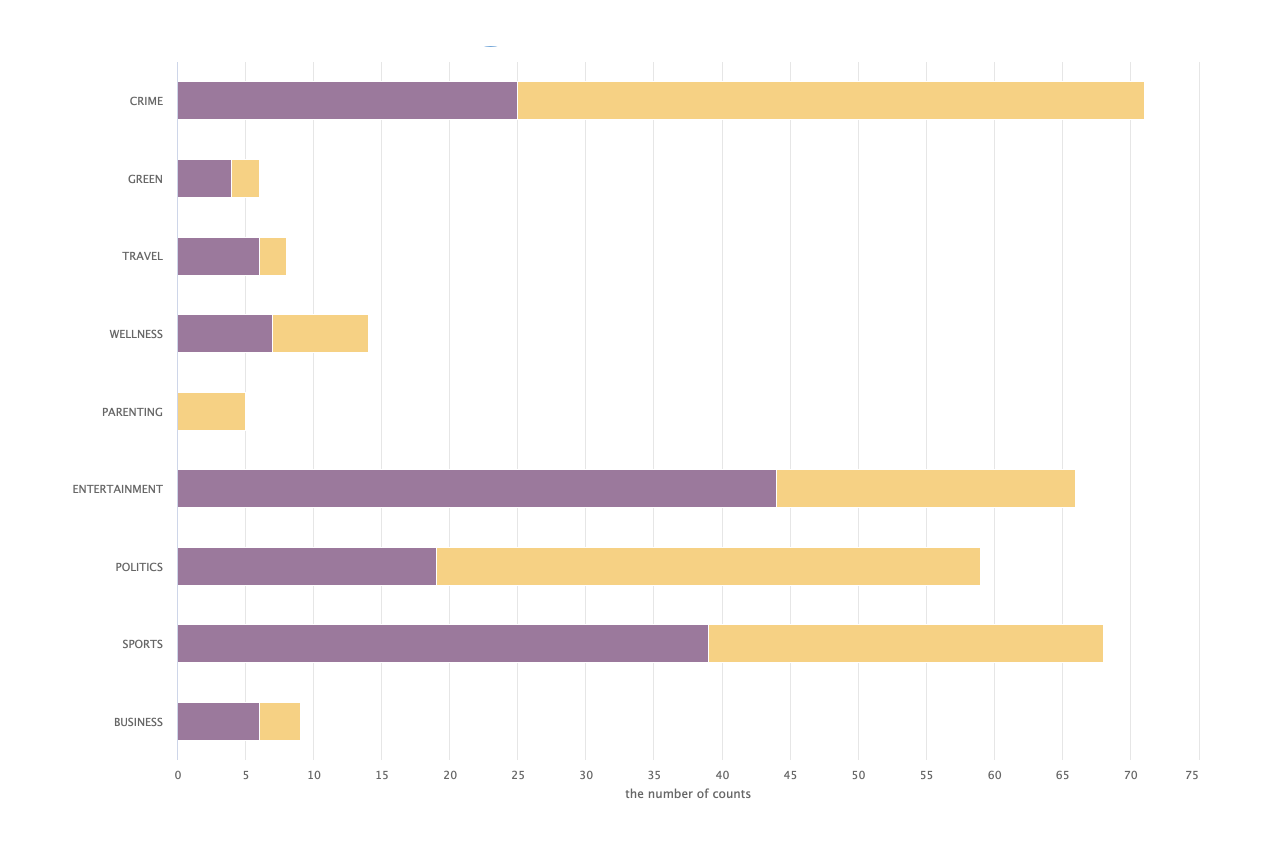 CRIME
GREEN
TRAVEL
WELLNESS
PARENTING
ENTERTAINMENT
POLITICS
SPORTS
BUSINESS
0 5 10 15 20 25 30 35 40 45 50 55 60 65 70 75
the number of counts